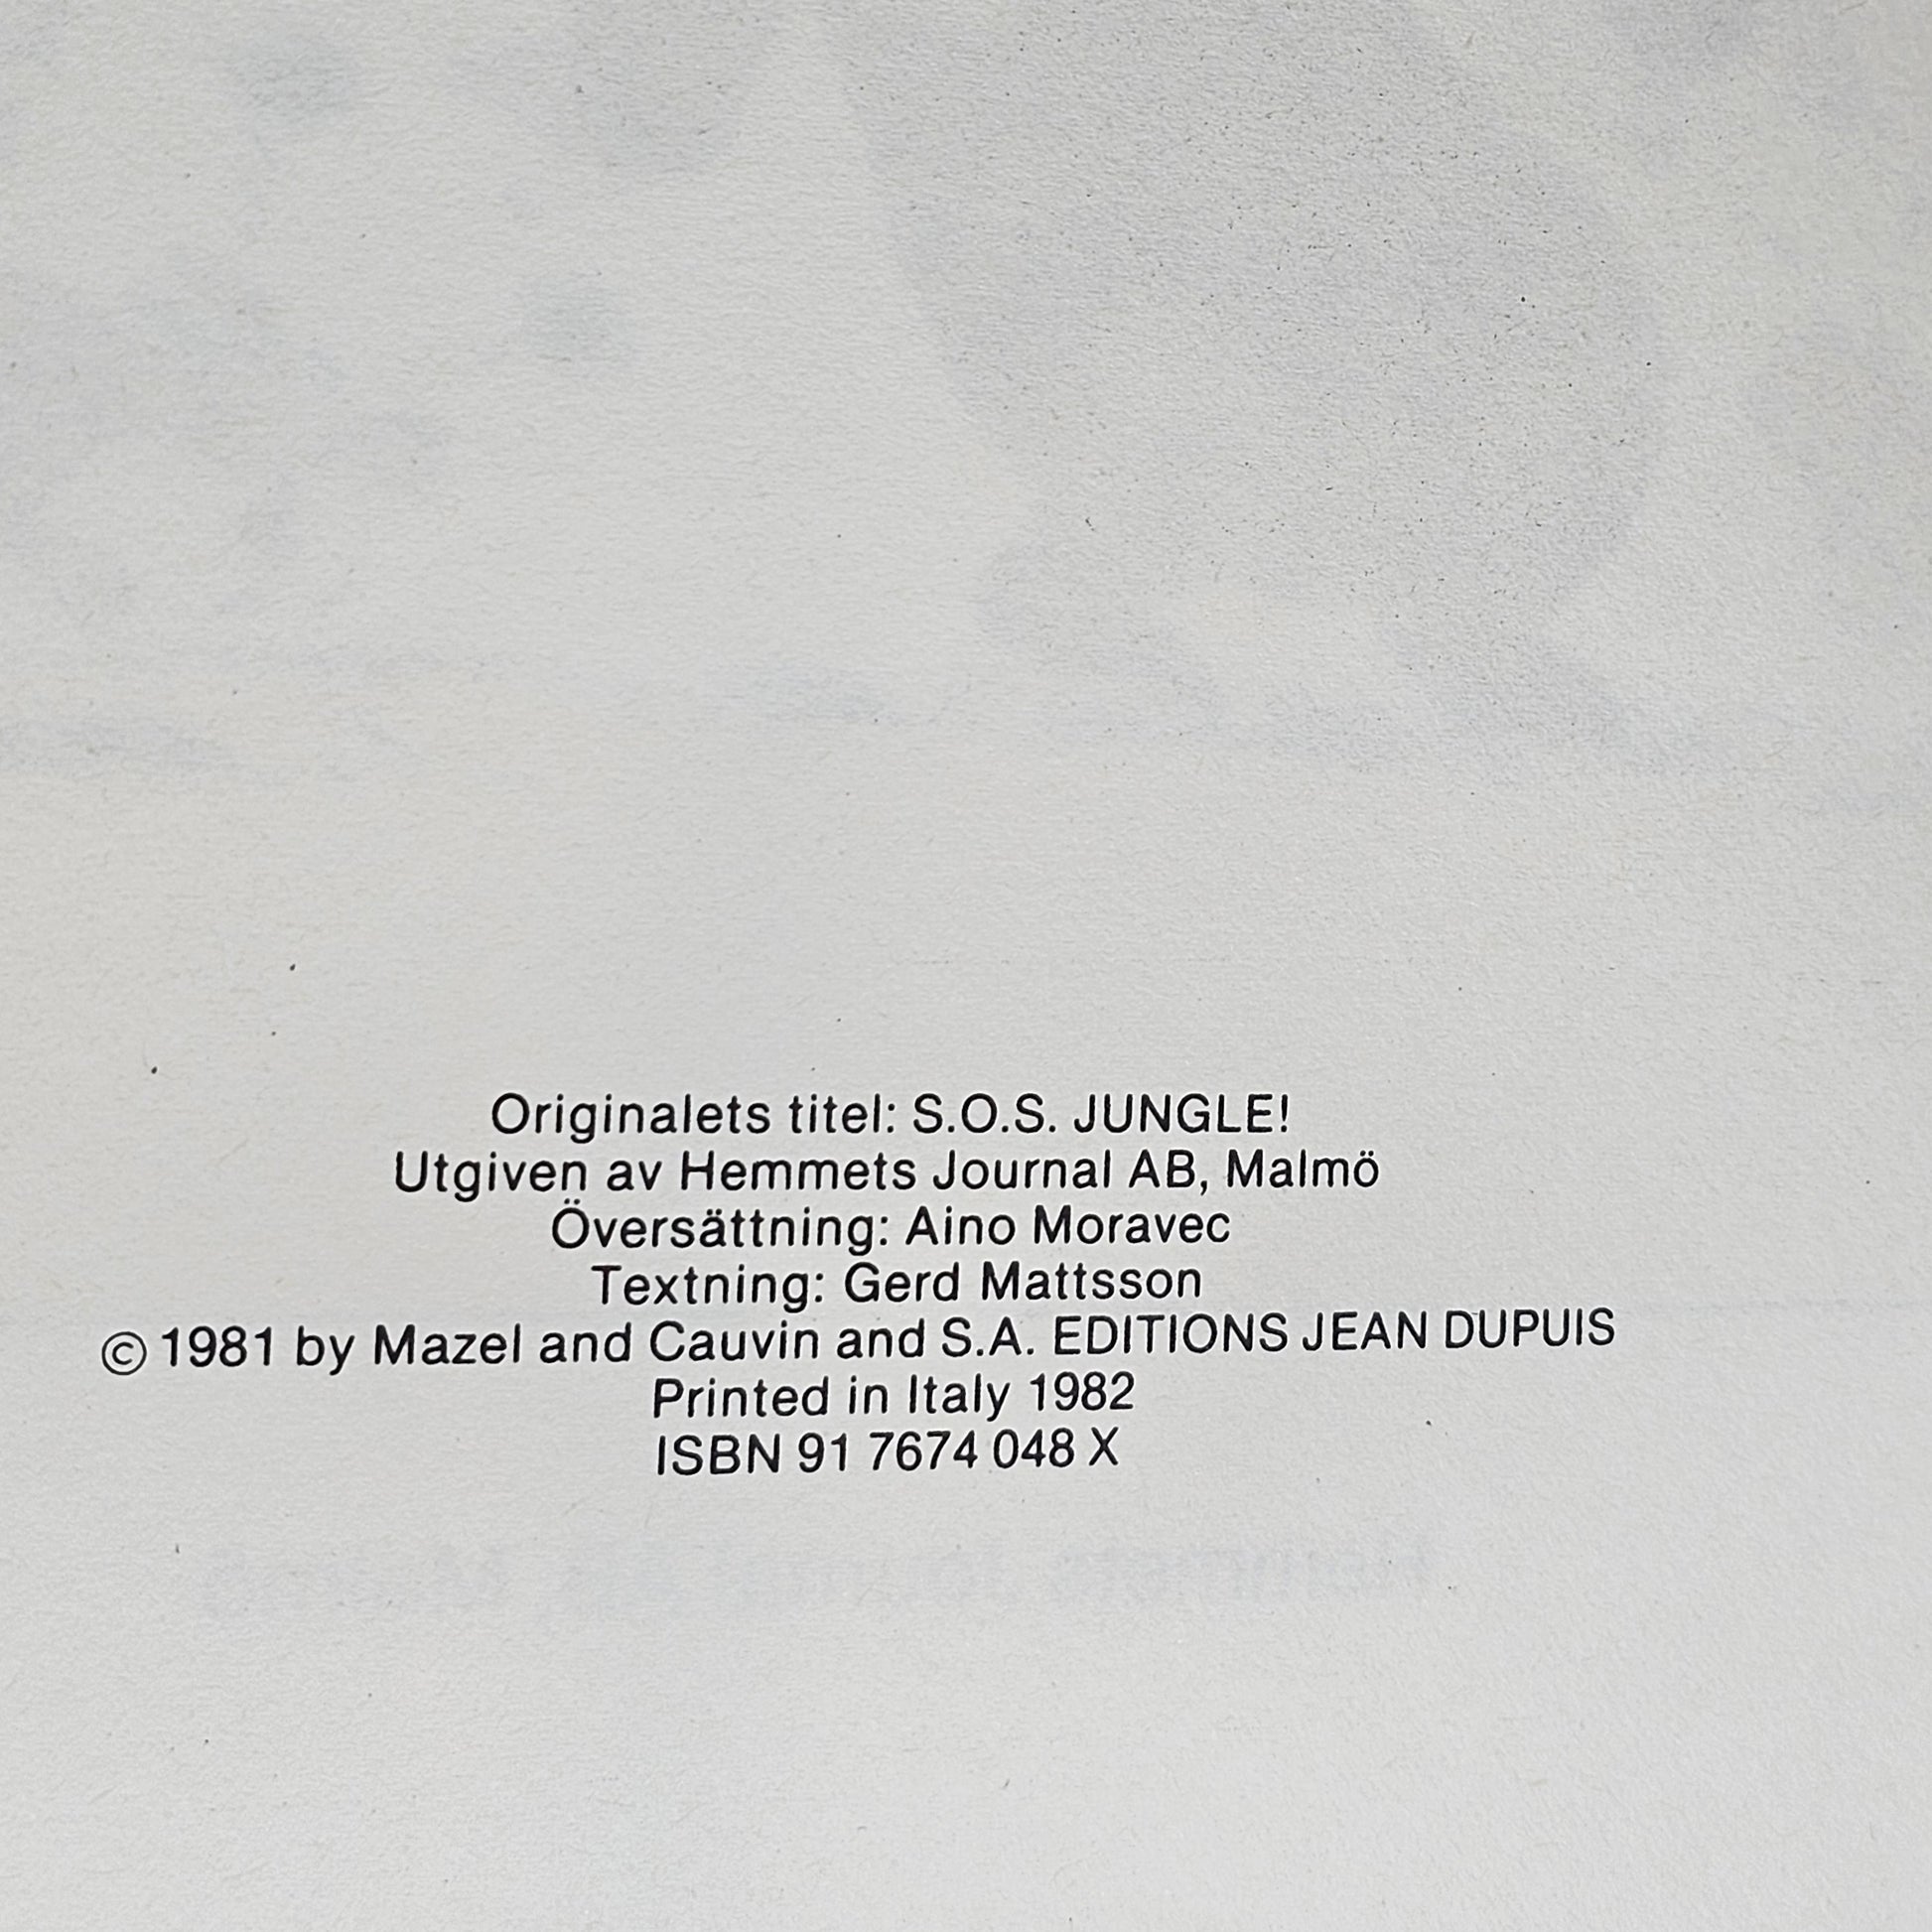 Originalets titel: S.O.S. JUNGLE!
Utgiven av Hemmets Journal AB, Malmö
Översättning: Aino Moravec
Textning: Gerd Mattsson
© 1981 by Mazel and Cauvin and S.A. EDITIONS JEAN DUPUIS
Printed in Italy 1982
ISBN 91 7674 048 X